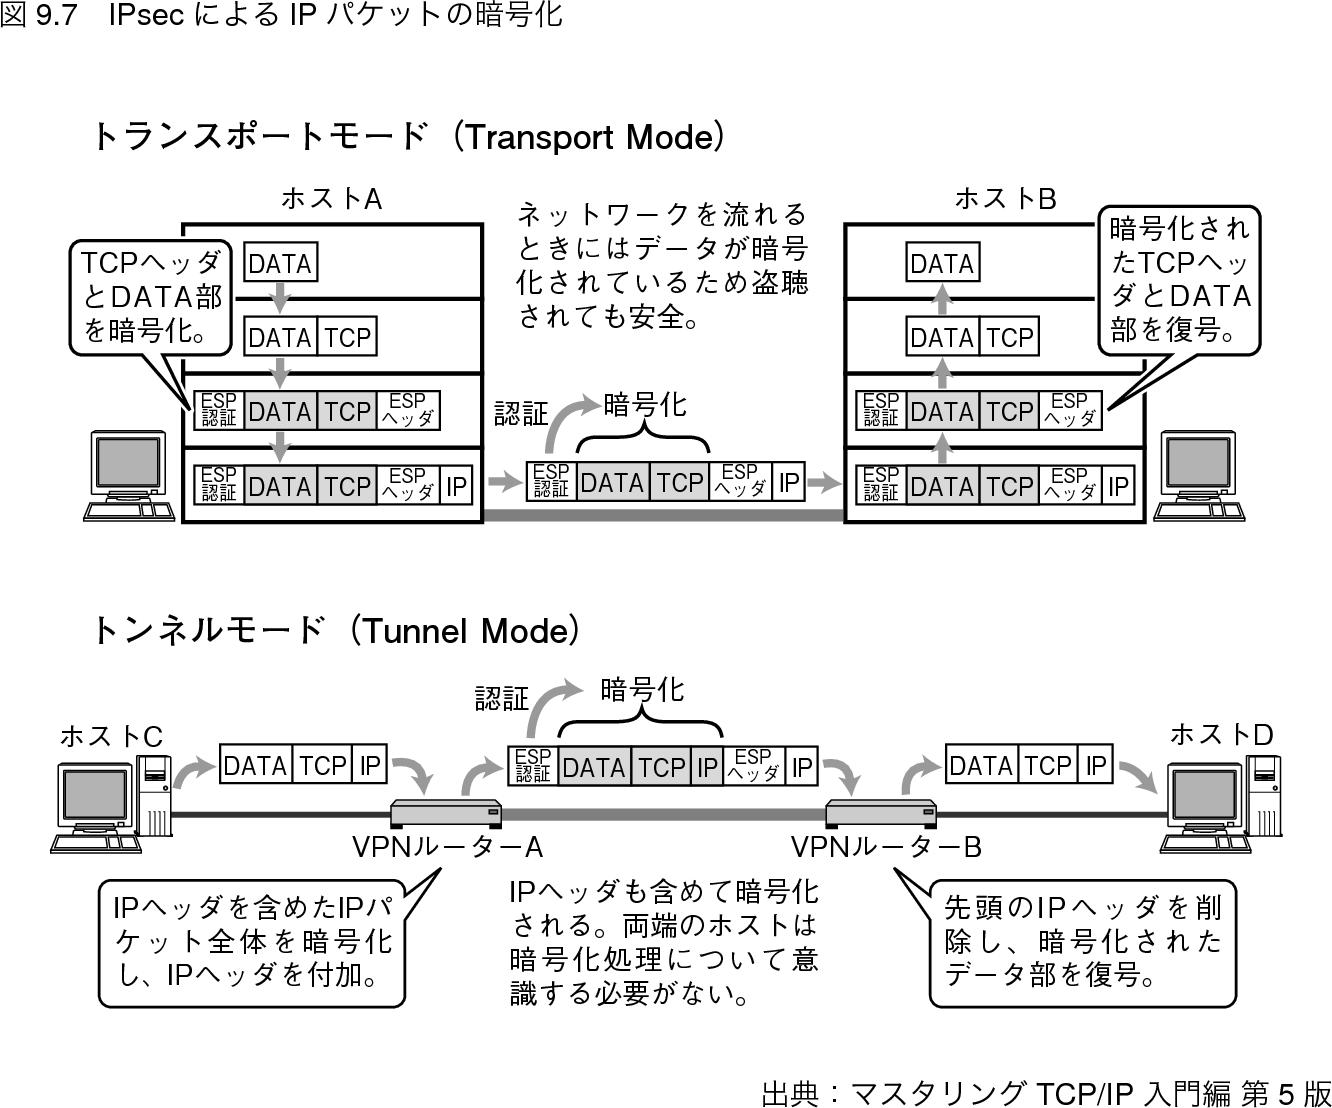 図 9.7　IPsec による IP パケットの暗号化
トランスポートモード（Transport Mode）
ホストA
ネットワークを流れる
ときにはデータが暗号
化されているため盗聴
されても安全。
ホストB
TCPヘッダ
とDATA部
を暗号化。
DATA
DATA TCP
ESP認証 DATA TCP ESPヘッダ
ESP認証 DATA TCP ESPヘッダ IP
認証
暗号化
ESP認証 DATA TCP ESPヘッダ IP
暗号化され
たTCPヘッ
ダとDATA
部を復号。
DATA
DATA TCP
ESP認証 DATA TCP ESPヘッダ
ESP認証 DATA TCP ESPヘッダ IP
トンネルモード（Tunnel Mode）
ホストC
DATA TCP IP
認証
暗号化
ESP認証 DATA TCP IP ESPヘッダ IP
DATA TCP IP
ホストD
VPNルーターA
VPNルーターB
IPヘッダを含めたIPパ
ケット全体を暗号化
し、IPヘッダを付加。
IPヘッダも含めて暗号化
される。両端のホストは
暗号化処理について意
識する必要がない。
先頭のIPヘッダを削
除し、暗号化された
データ部を復号。
出典：マスタリング TCP/IP 入門編 第 5 版